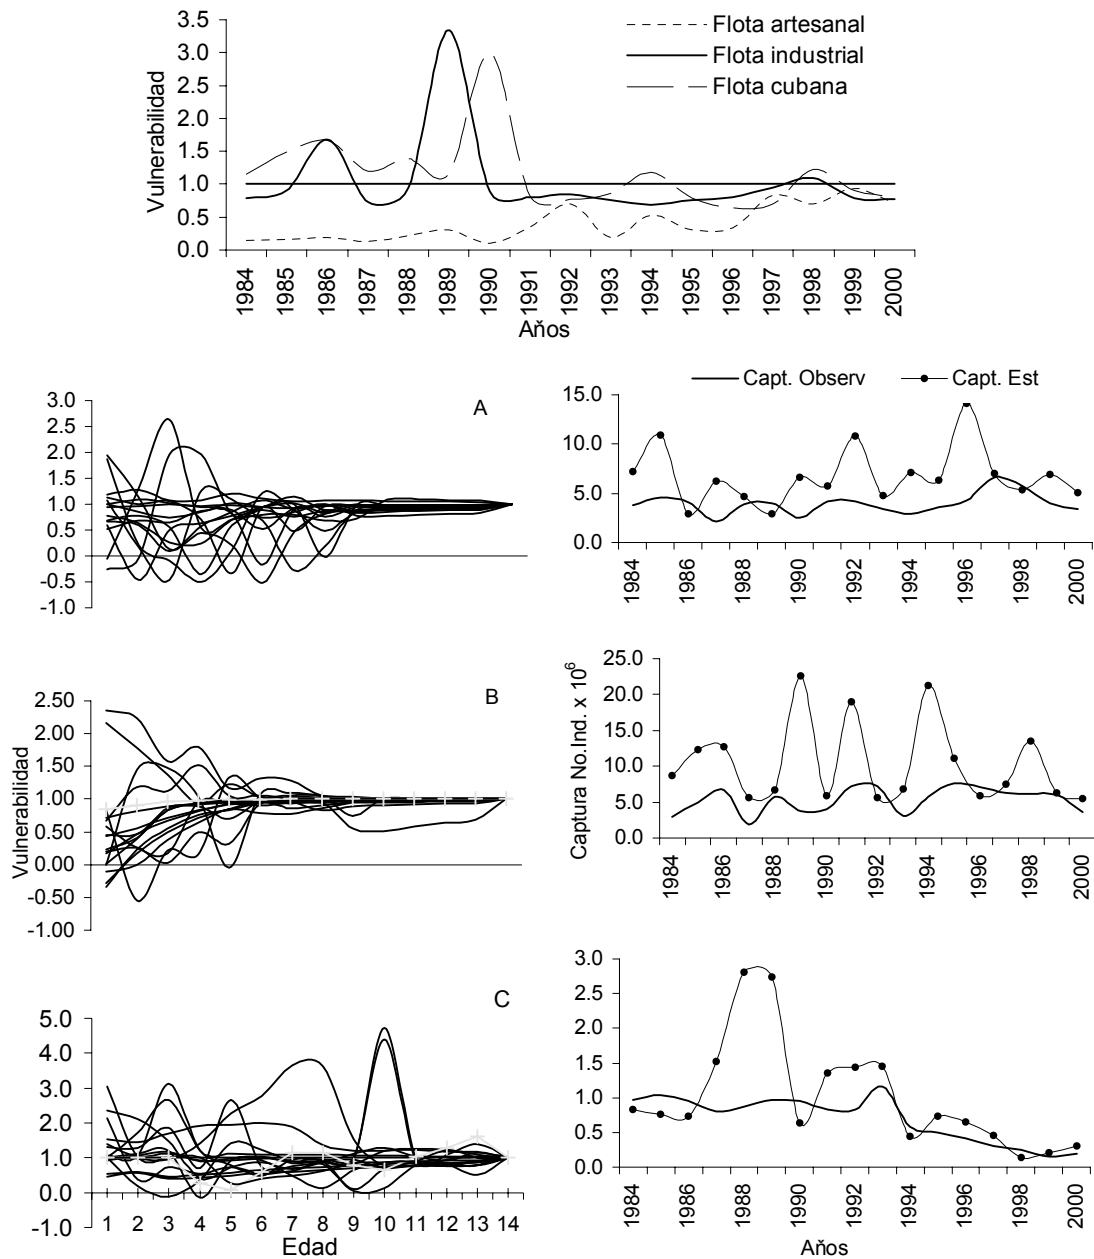 3.5
3.0
2.5
2.0
1.5
1.0
0.5
0.0
Vulnerabilidad
Flota artesanal
Flota industrial
Flota cubana
1984 1985 1986 1987 1988 1989 1990 1991 1992 1993 1994 1995 1996 1997 1998 1999 2000
Años
A
3.0
2.5
2.0
1.5
1.0
0.5
0.0
-0.5
-1.0
Capt. Observ
Capt. Est
15.0
10.0
5.0
0.0
1984 1986 1988 1990 1992 1994 1996 1998 2000
B
2.50
2.00
1.50
1.00
0.50
0.00
-0.50
-1.00
Vulnerabilidad
25.0
20.0
15.0
10.0
5.0
0.0
Captura No.Ind. x 10⁶
1984 1986 1988 1990 1992 1994 1996 1998 2000
C
5.0
4.0
3.0
2.0
1.0
0.0
-1.0
1 2 3 4 5 6 7 8 9 10 11 12 13 14
Edad
3.0
2.5
2.0
1.5
1.0
0.5
0.0
1984 1986 1988 1990 1992 1994 1996 1998 2000
Años